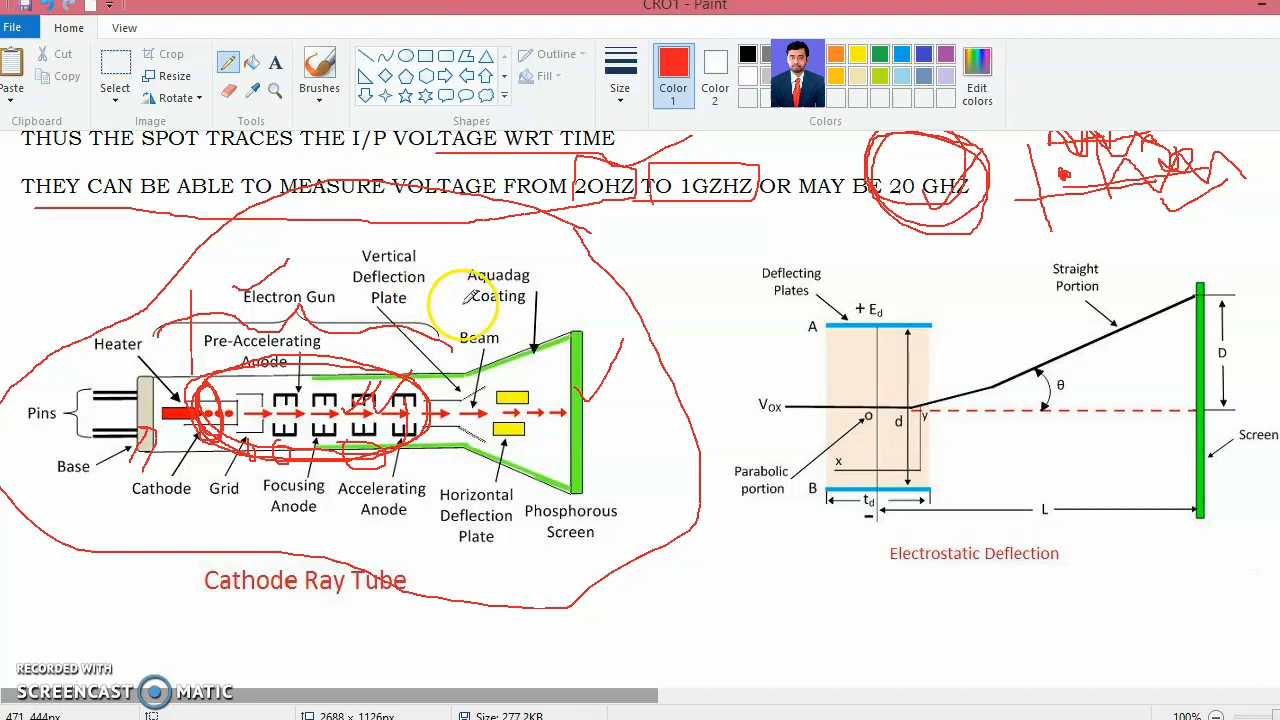 CRO1 - Paint
File
Home
View
Paste
Cut
Copy
Clipboard
Select
Crop
Resize
Rotate
Image
Tools
Brushes
Outline
Fill
Shapes
Size
Color
1
Color
2
Edit
colors
Colors
THUS THE SPOT TRACES THE I/P VOLTAGE WRT TIME
THEY CAN BE ABLE TO MEASURE VOLTAGE FROM 2OHZ TO 1GZHZ OR MAY BE 20 GHZ
Vertical
Deflection
Plate
Aquadag
Coating
Electron Gun
Beam
Heater
Pre-Accelerating
Anode
Pins
Base
Cathode
Grid
Focusing
Anode
Accelerating
Anode
Horizontal
Deflection
Plate
Phosphorous
Screen
Cathode Ray Tube
Deflecting
Plates
+ Ed
Straight
Portion
A
D
θ
VOX
o
d
y
x
Parabolic
portion
Screen
B
td
-
L
Electrostatic Deflection
RECORDED WITH
SCREENCAST MATIC
471, 444px
2688 × 1126px
Size: 277.2KB
100%